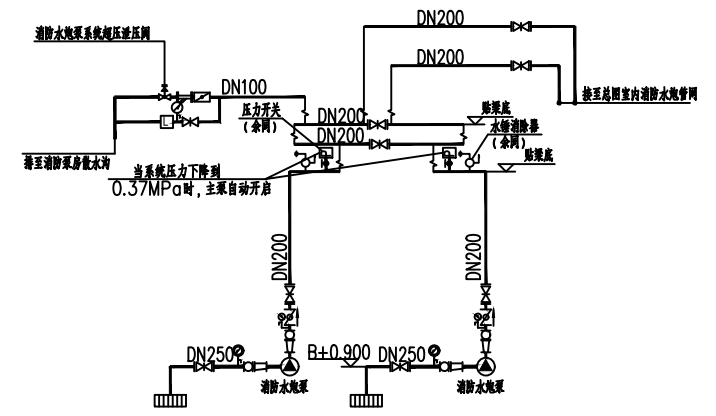 DN200
消防水炮泵系统超压泄压阀
DN200
DN100
接至总图室内消防水炮管网
压力开关
(余同)
DN200
贴梁底
水锤消除器
(余同)
DN200
L
排至消防泵房散水沟
贴梁底
当系统压力下降到
0.37MPa时,主泵自动开启
DN200
DN200
DN250
B+0.900
DN250
消防水炮泵
消防水炮泵